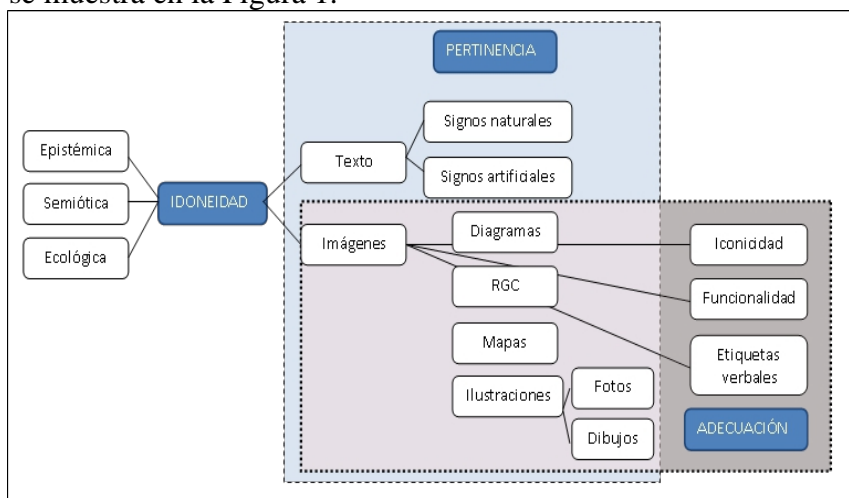 se muestra en la Figura 1.
PERTINENCIA
Signos naturales
Epistémica
Texto
Signos artificiales
Semiótica
IDONEIDAD
Ecológica
Imágenes
Diagramas
Iconicidad
RGC
Funcionalidad
Mapas
Etiquetas
verbales
Ilustraciones
Fotos
Dibujos
ADECUACIÓN